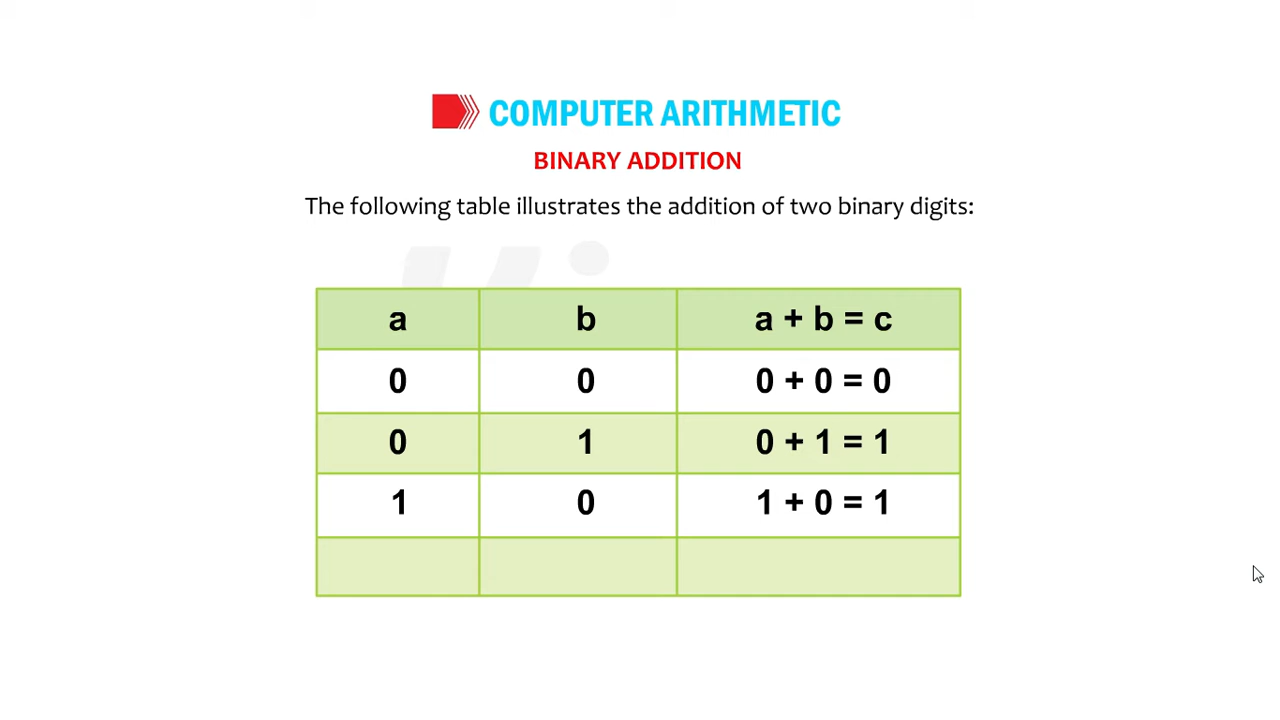 COMPUTER ARITHMETIC
BINARY ADDITION
The following table illustrates the addition of two binary digits:
a b a + b = c
0 0 0 + 0 = 0
0 1 0 + 1 = 1
1 0 1 + 0 = 1